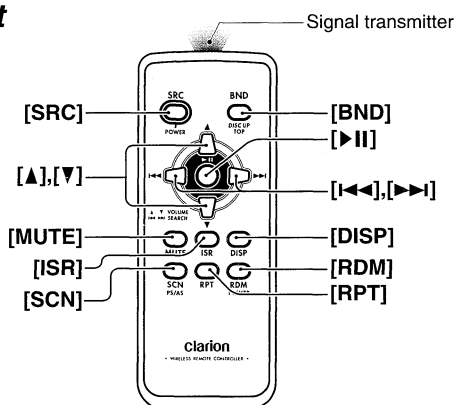 t
Signal transmitter
[SRC]
[BND]
[▶II]
[▲],[▼]
[I◀◀],[▶▶I]
[MUTE]
[DISP]
[ISR]
[RDM]
[SCN]
[RPT]
SRC
BND
POWER
DISC UP
TOP
▲
▶II
I◀◀
▶▶I
▼
▲ ▼ VOLUME
I◀◀ ▶▶I SEARCH
MUTE
ISR
DISP
SCN
RPT
RDM
PS/AS
clarion
• WIRELESS REMOTE CONTROLLER •